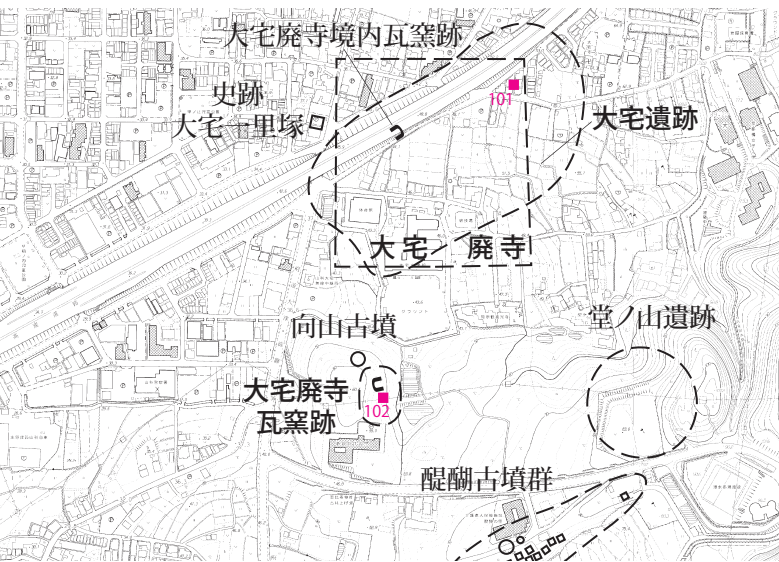 大宅廃寺境内瓦窯跡
史跡
大宅一里塚
101
大宅遺跡
大宅 廃寺
向山古墳
堂ノ山遺跡
大宅廃寺
瓦窯跡
102
醍醐古墳群